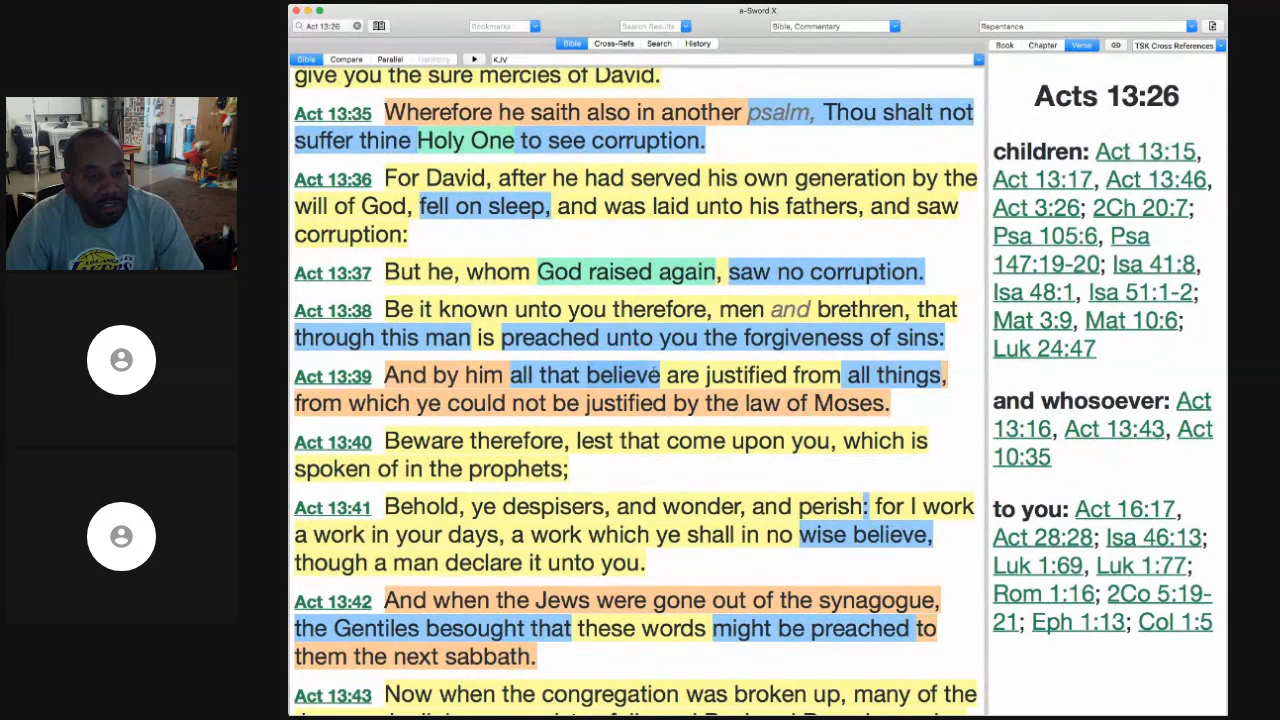 e-Sword X
Act 13:26
Bookmarks
Search Results
Bible, Commentary
Repentance
Bible Cross-Refs Search History
Book Chapter Verse TSK Cross References
Bible Compare Parallel Harmony KJV
give you the sure mercies of David.
Act 13:35 Wherefore he saith also in another psalm, Thou shalt not
suffer thine Holy One to see corruption.
Act 13:36 For David, after he had served his own generation by the
will of God, fell on sleep, and was laid unto his fathers, and saw
corruption:
Act 13:37 But he, whom God raised again, saw no corruption.
Act 13:38 Be it known unto you therefore, men and brethren, that
through this man is preached unto you the forgiveness of sins:
Act 13:39 And by him all that believe are justified from all things,
from which ye could not be justified by the law of Moses.
Act 13:40 Beware therefore, lest that come upon you, which is
spoken of in the prophets;
Act 13:41 Behold, ye despisers, and wonder, and perish: for I work
a work in your days, a work which ye shall in no wise believe,
though a man declare it unto you.
Act 13:42 And when the Jews were gone out of the synagogue,
the Gentiles besought that these words might be preached to
them the next sabbath.
Act 13:43 Now when the congregation was broken up, many of the
Acts 13:26
children: Act 13:15,
Act 13:17, Act 13:46,
Act 3:26; 2Ch 20:7;
Psa 105:6, Psa
147:19-20; Isa 41:8,
Isa 48:1, Isa 51:1-2;
Mat 3:9, Mat 10:6;
Luk 24:47
and whosoever: Act
13:16, Act 13:43, Act
10:35
to you: Act 16:17,
Act 28:28; Isa 46:13;
Luk 1:69, Luk 1:77;
Rom 1:16; 2Co 5:19-
21; Eph 1:13; Col 1:5